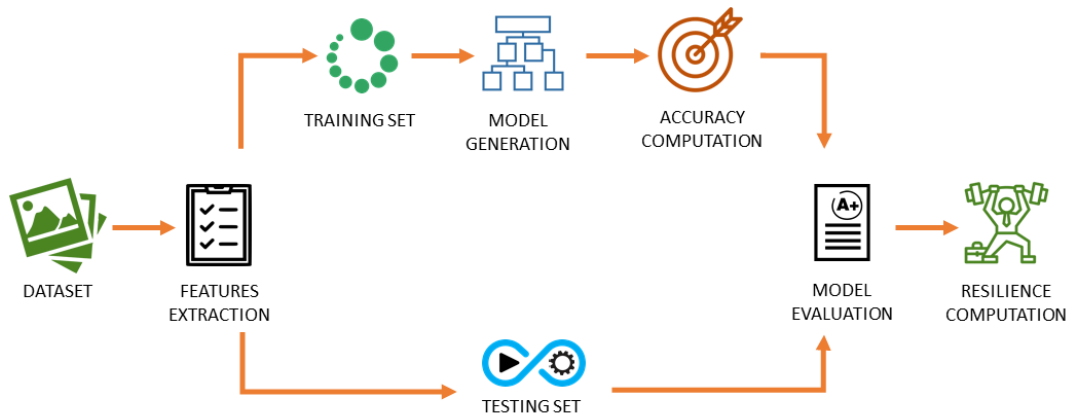 TRAINING SET
MODEL
GENERATION
ACCURACY
COMPUTATION
DATASET
FEATURES
EXTRACTION
A+
MODEL
EVALUATION
RESILIENCE
COMPUTATION
TESTING SET